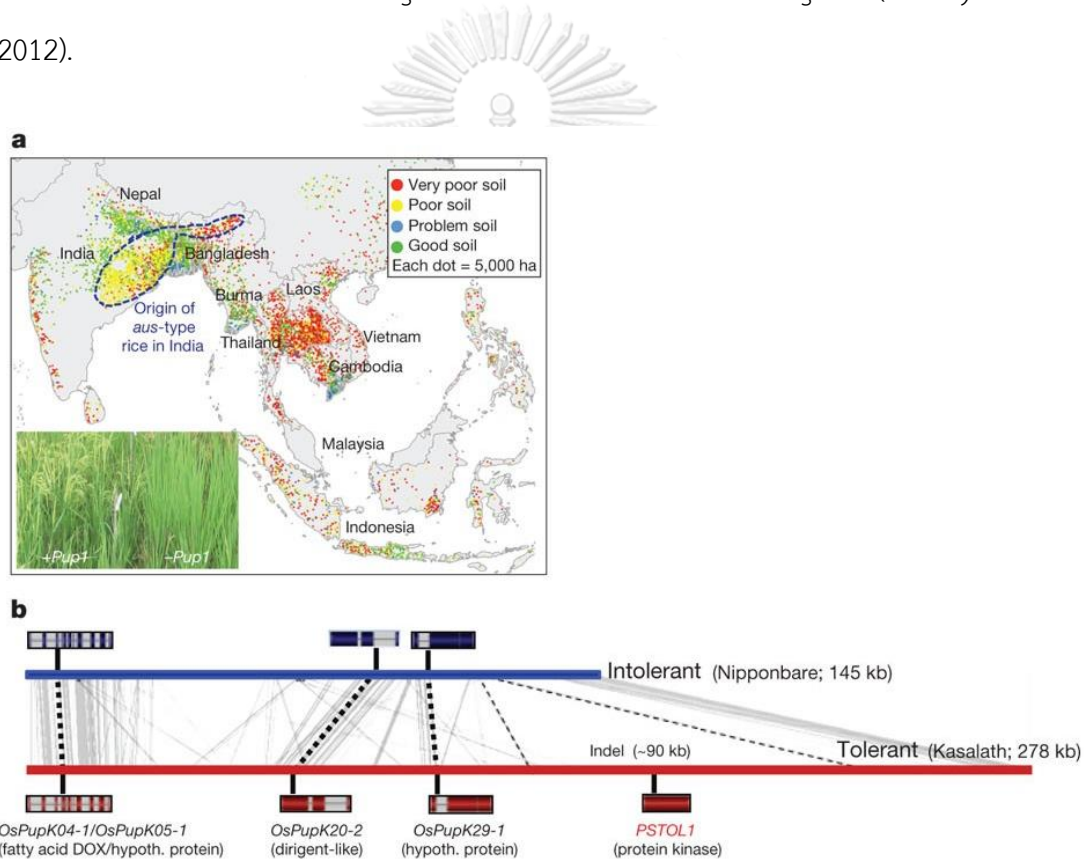 2012).
a
Very poor soil
Poor soil
Problem soil
Good soil
Each dot = 5,000 ha
Nepal
India
Bangladesh
Burma
Laos
Origin of
aus-type
rice in India
Thailand
Vietnam
Cambodia
Malaysia
Indonesia
+Pup1
–Pup1
b
Intolerant (Nipponbare; 145 kb)
Indel (~90 kb)
Tolerant (Kasalath; 278 kb)
OsPupK04-1/OsPupK05-1
(fatty acid DOX/hypoth. protein)
OsPupK20-2
(dirigent-like)
OsPupK29-1
(hypoth. protein)
PSTOL1
(protein kinase)